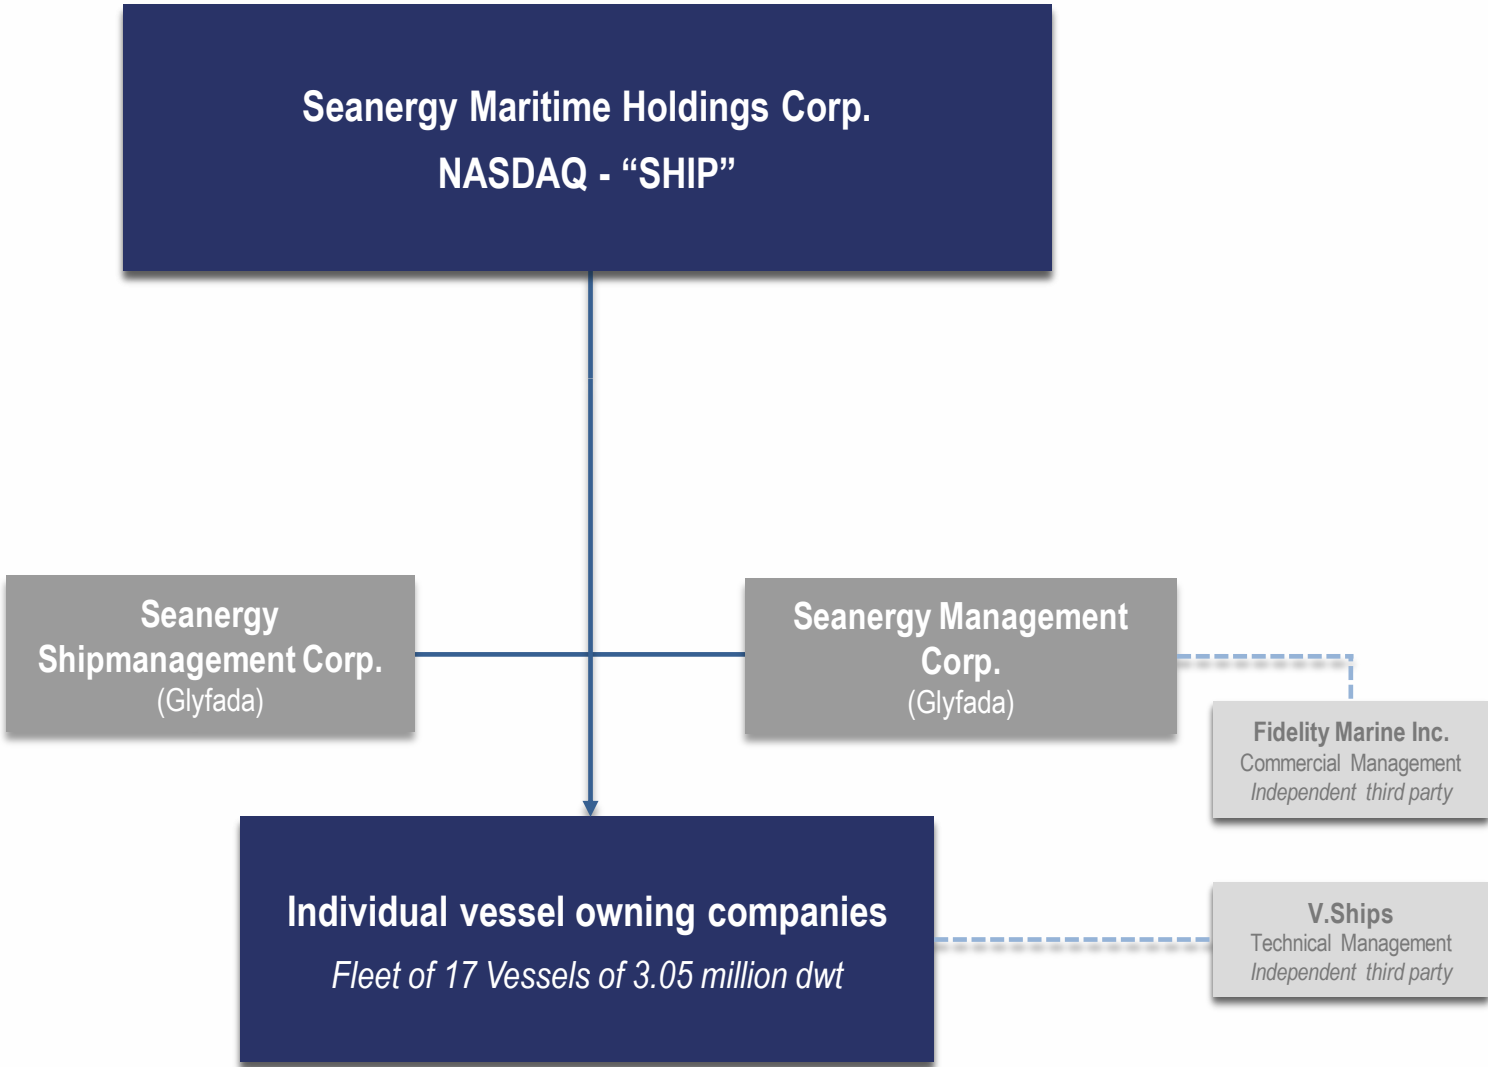 Seanergy Maritime Holdings Corp.
NASDAQ - “SHIP”
Seanergy
Shipmanagement Corp.
(Glyfada)
Seanergy Management
Corp.
(Glyfada)
Fidelity Marine Inc.
Commercial Management
Independent third party
Individual vessel owning companies
Fleet of 17 Vessels of 3.05 million dwt
V.Ships
Technical Management
Independent third party